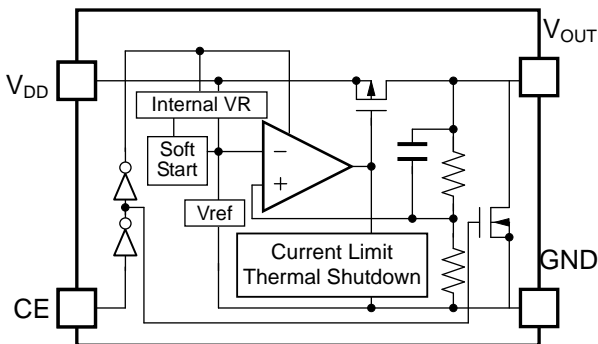 VOUT
VDD
Internal VR
Soft
Start
−
+
Vref
Current Limit
Thermal Shutdown
GND
CE